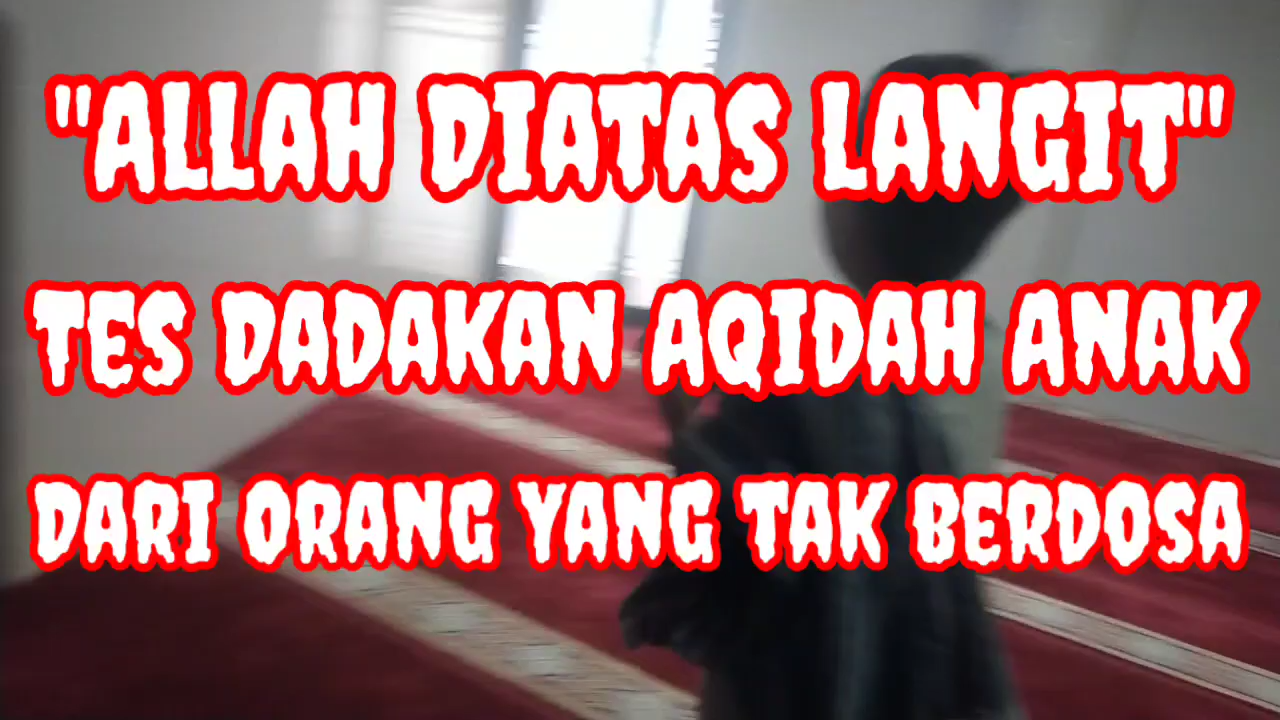 "ALLAH DIATAS LANGIT"
TES DADAKAN AQIDAH ANAK
DARI ORANG YANG TAK BERDOSA